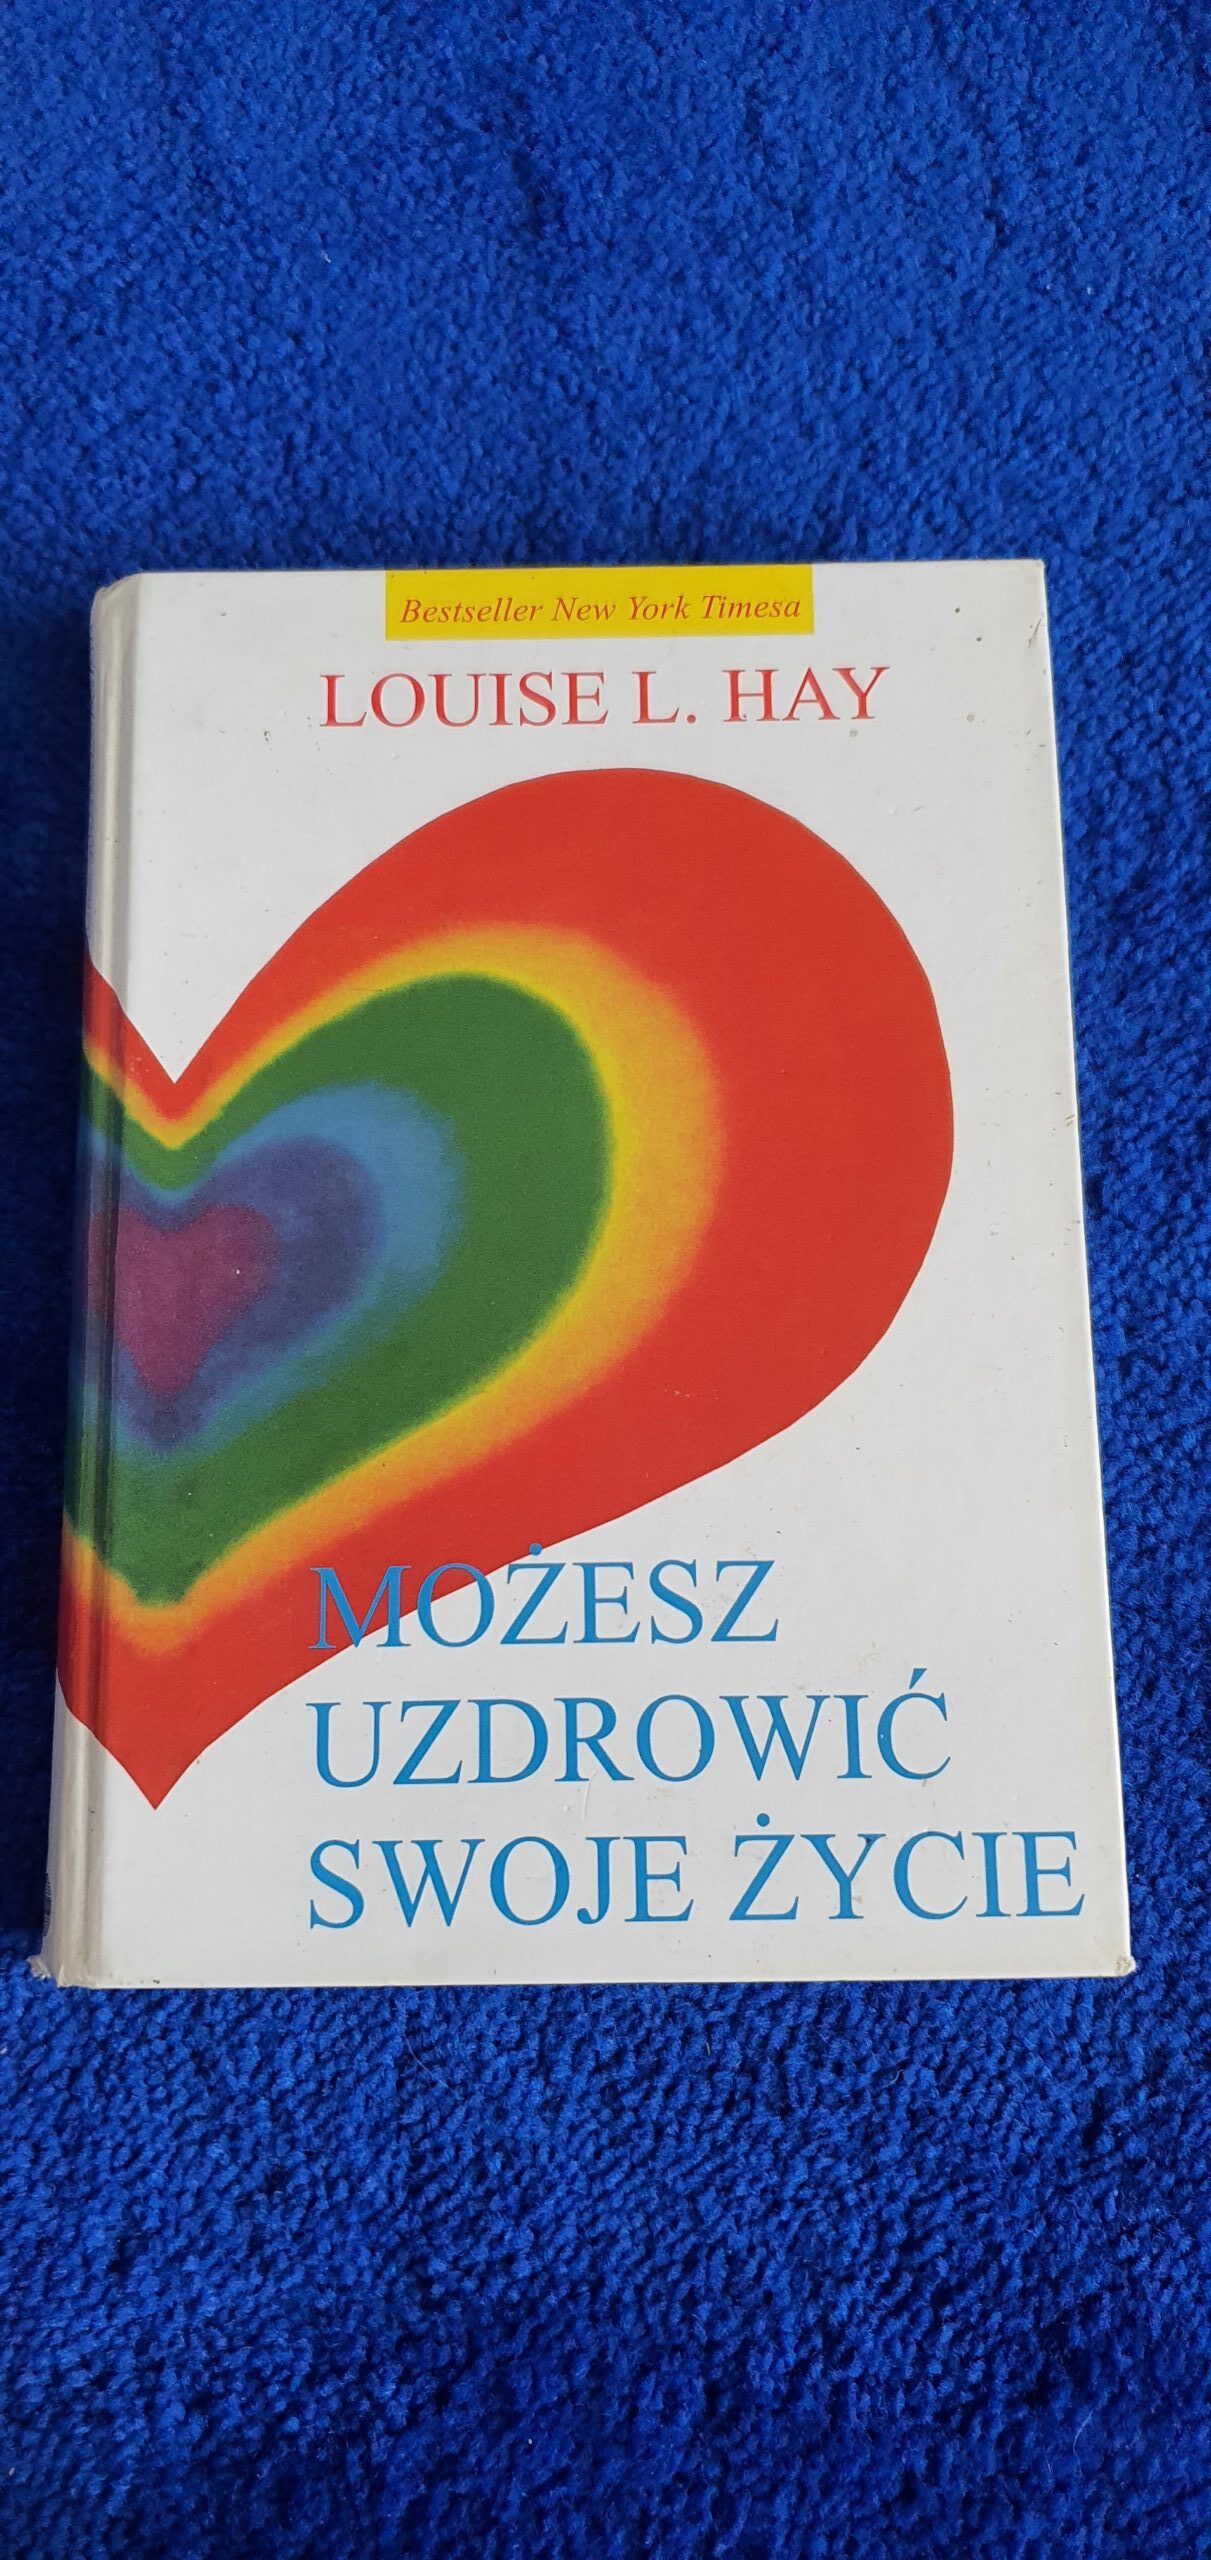 Bestseller New York Timesa
LOUISE L. HAY
MOŻESZ
UZDROWIĆ
SWOJE ŻYCIE